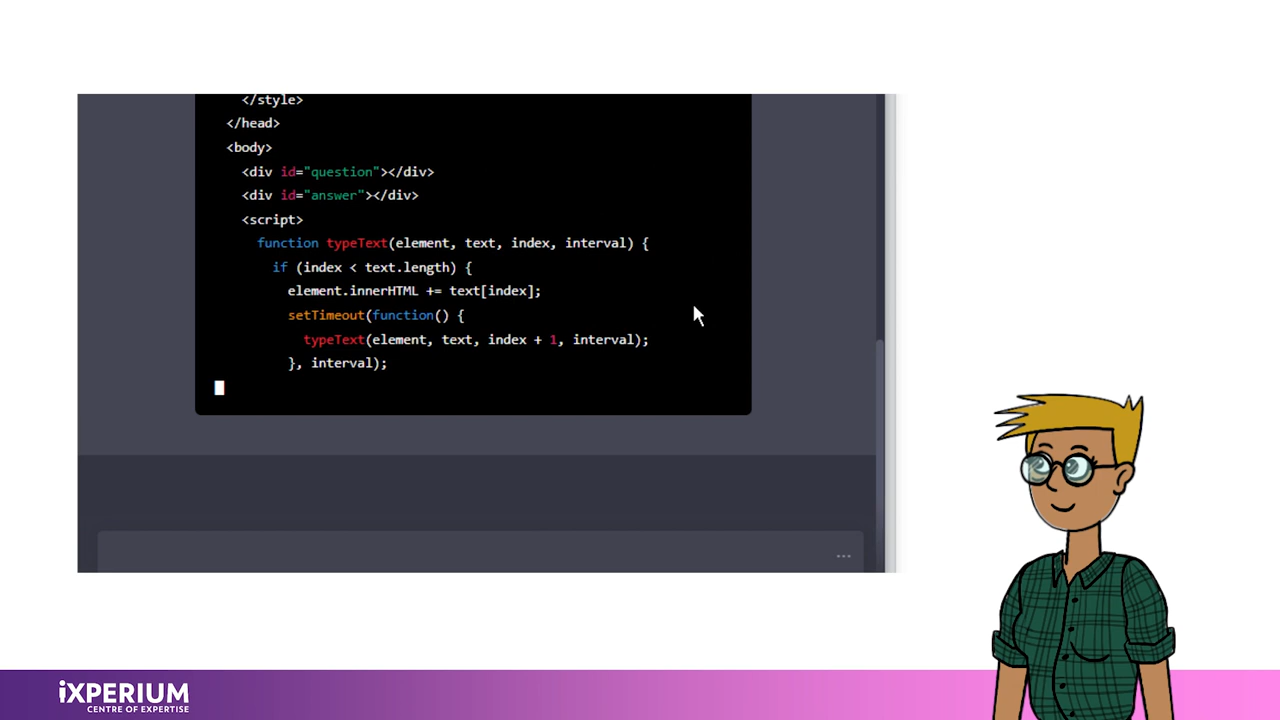 </style>
</head>
<body>
<div id="question"></div>
<div id="answer"></div>
<script>
function typeText(element, text, index, interval) {
if (index < text.length) {
element.innerHTML += text[index];
setTimeout(function() {
typeText(element, text, index + 1, interval);
}, interval);
iXPERIUM
CENTRE OF EXPERTISE